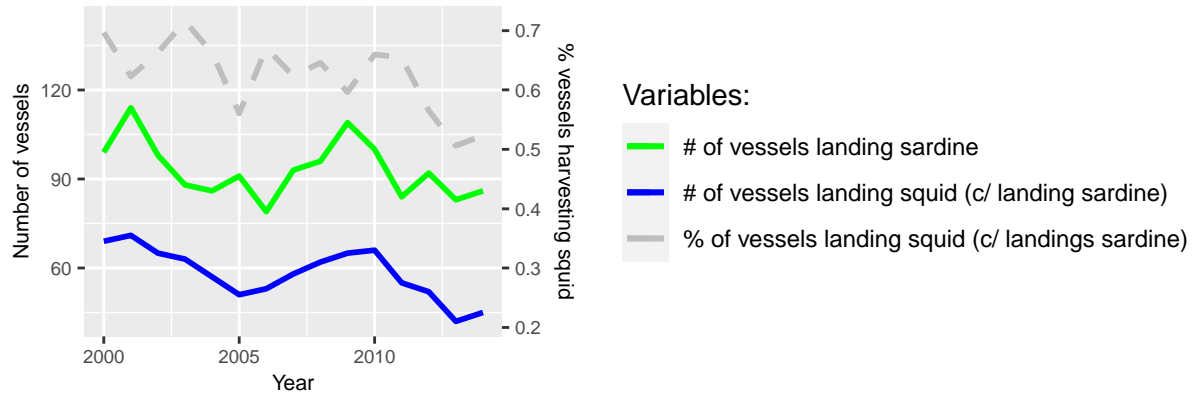 Number of vessels
120
90
60
2000
2005
2010
Year
0.7
0.6
0.5
0.4
0.3
0.2
% vessels harvesting squid
Variables:
# of vessels landing sardine
# of vessels landing squid (c/ landing sardine)
% of vessels landing squid (c/ landings sardine)